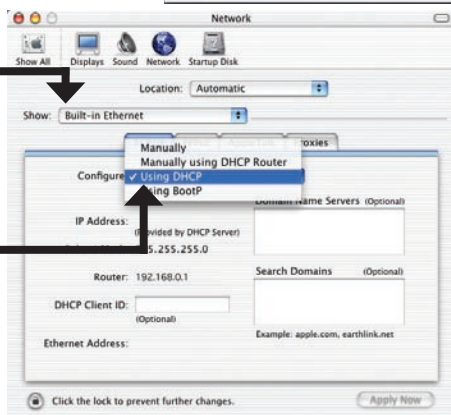 Network
Show All Displays Sound Network Startup Disk
Location: Automatic
Show: Built-in Ethernet
Proxies
Manually
Manually using DHCP Router
Configure ✓ Using DHCP
Using BootP
Domain Name Servers (Optional)
IP Address:
(Provided by DHCP Server)
255.255.0
Router: 192.168.0.1
Search Domains (Optional)
DHCP Client ID:
(Optional)
Example: apple.com, earthlink.net
Ethernet Address:
Click the lock to prevent further changes.
Apply Now